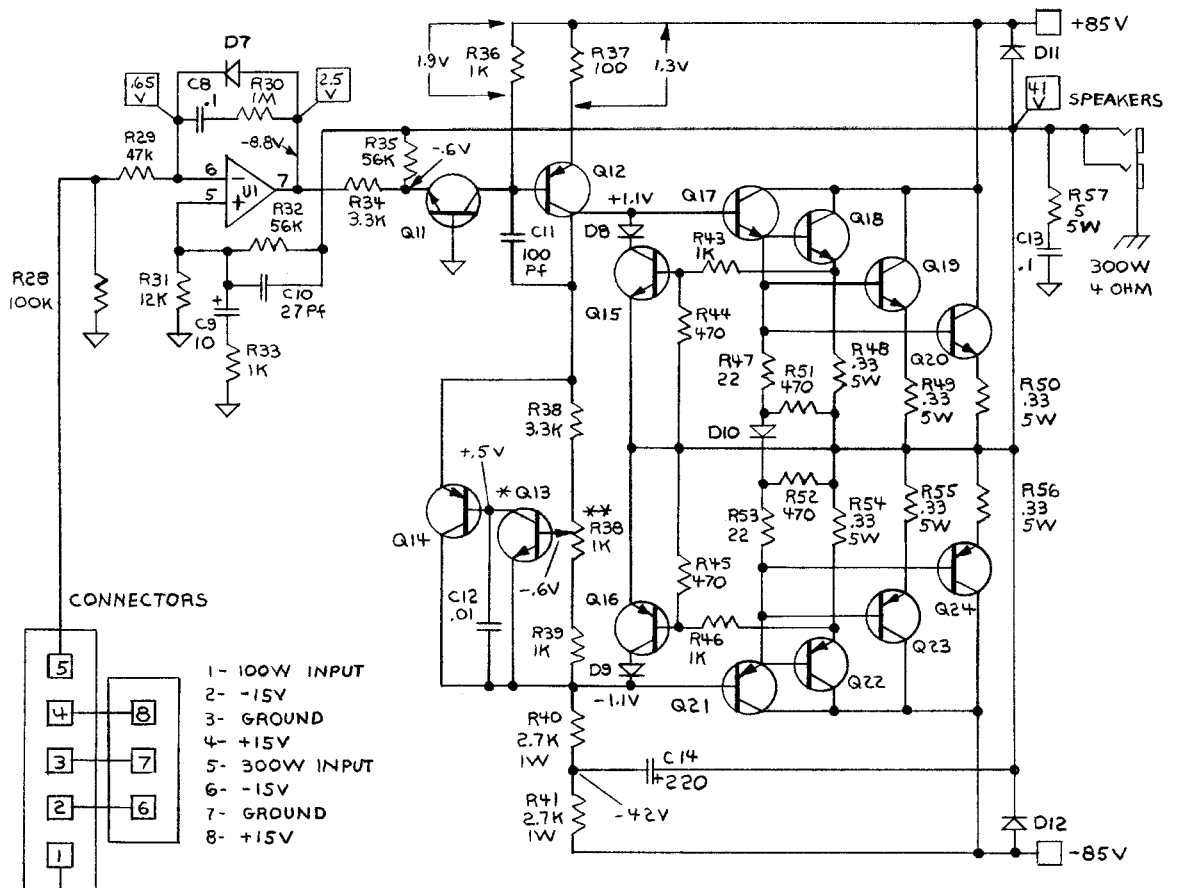 +85V
D7
R36
1K
R37
100
1.9V
1.3V
D11
.65
V
C8
.1
R30
1M
2.5
V
41
V
SPEAKERS
R29
47K
-8.8V
R35
56K
-.6V
6
7
5
-
+
U1
R34
3.3K
Q11
Q12
+1.1V
Q17
Q18
R32
56K
C11
100
Pf
D8
R43
1K
Q19
R57
5
5W
C13
.1
300W
4 OHM
R28
100K
R31
12K
+
C9
10
C10
27Pf
Q15
R44
470
Q20
R33
1K
R47
22
R51
470
R48
.33
5W
R49
.33
5W
R50
.33
5W
R38
3.3K
D10
+.5V
*Q13
**
R38
1K
R52
470
R53
22
R54
.33
5W
R55
.33
5W
R56
.33
5W
Q14
-.6V
C12
.01
R45
470
Q16
Q24
Q23
R39
1K
R46
1K
D9
-1.1V
Q22
Q21
R40
2.7K
1W
C14
+220
R41
2.7K
1W
-42V
D12
-85V
CONNECTORS
5
4
3
2
1
8
7
6
1- 100W INPUT
2- -15V
3- GROUND
4- +15V
5- 300W INPUT
6- -15V
7- GROUND
8- +15V